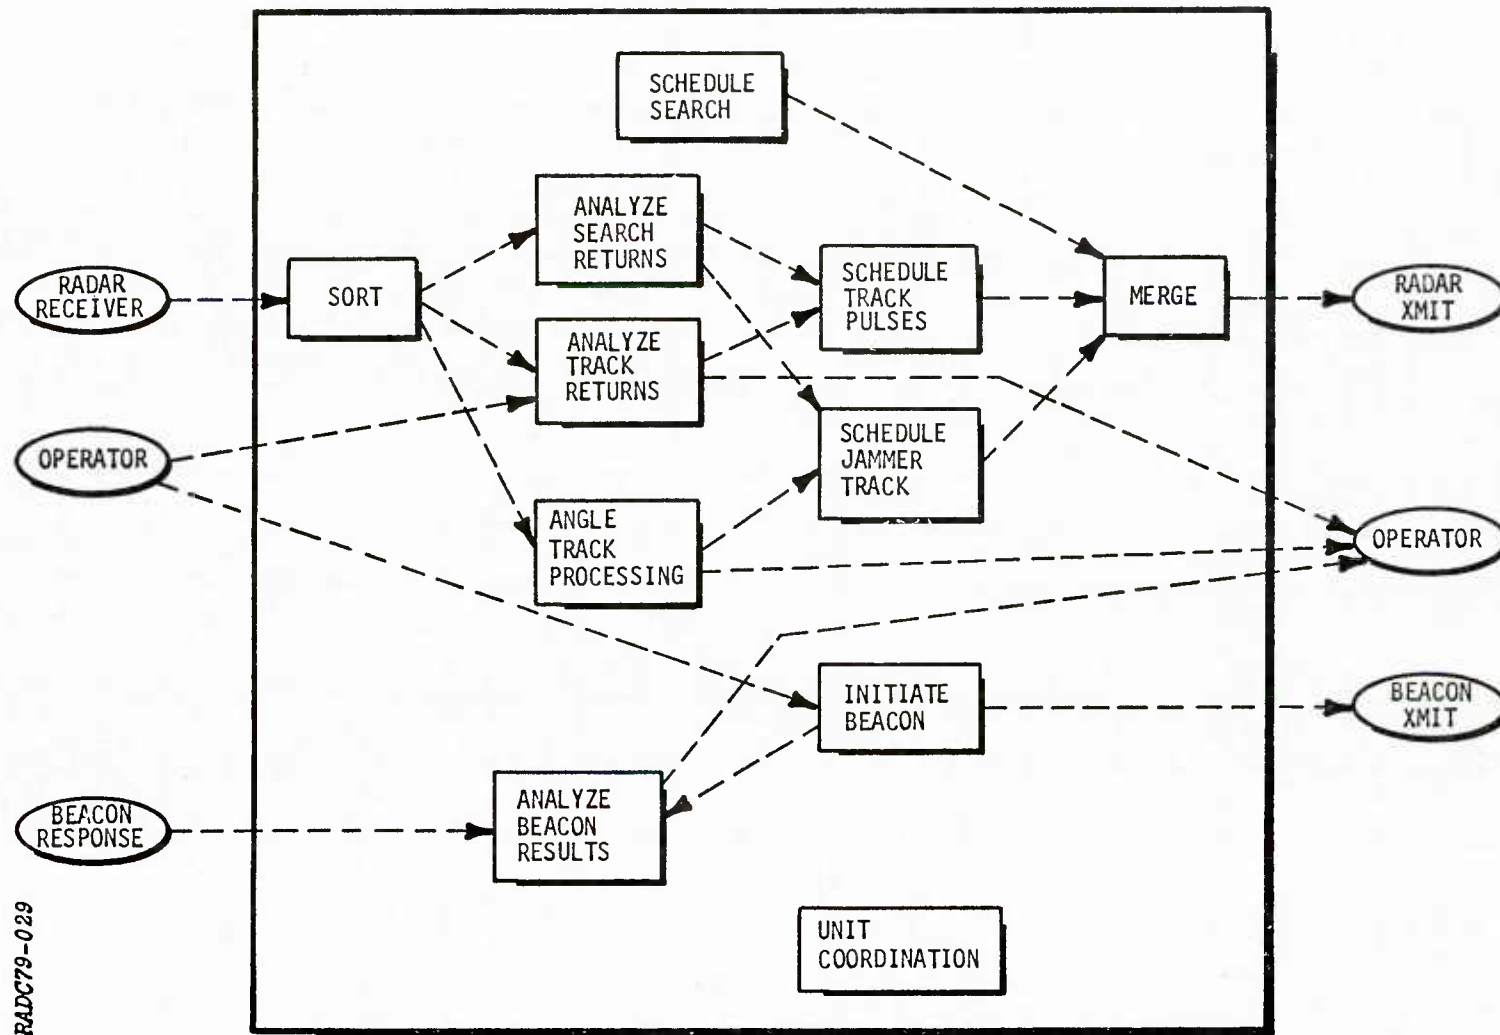 SCHEDULE
SEARCH
ANALYZE
SEARCH
RETURNS
RADAR
RECEIVER
SORT
SCHEDULE
TRACK
PULSES
MERGE
RADAR
XMIT
ANALYZE
TRACK
RETURNS
OPERATOR
SCHEDULE
JAMMER
TRACK
ANGLE
TRACK
PROCESSING
OPERATOR
INITIATE
BEACON
BEACON
XMIT
ANALYZE
BEACON
RESULTS
BEACON
RESPONSE
UNIT
COORDINATION
RADC79-029